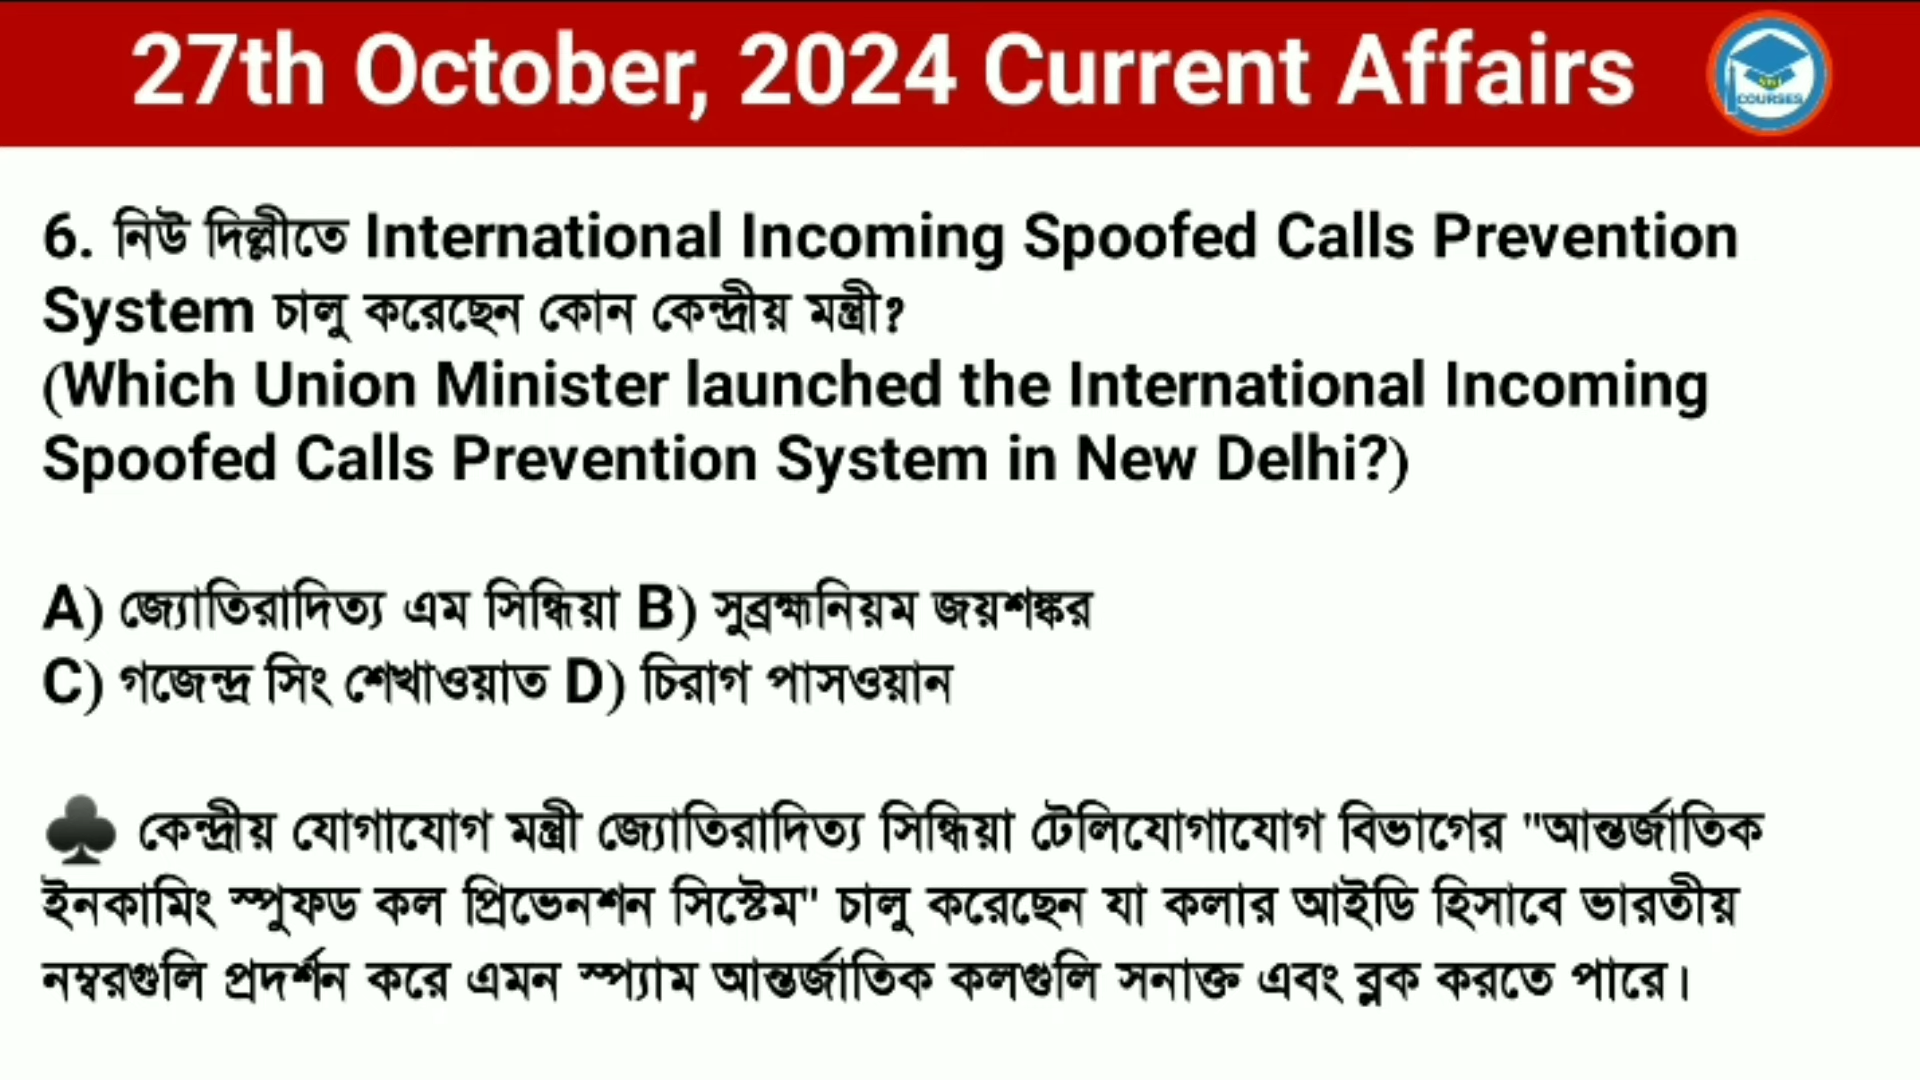 27th October, 2024 Current Affairs
COURSES
6. নিউ দিল্লীতে International Incoming Spoofed Calls Prevention
System চালু করেছেন কোন কেন্দ্রীয় মন্ত্রী?
(Which Union Minister launched the International Incoming
Spoofed Calls Prevention System in New Delhi?)
A) জ্যোতিরাদিত্য এম সিন্ধিয়া B) সুব্রহ্মনিয়ম জয়শঙ্কর
C) গজেন্দ্র সিং শেখাওয়াত D) চিরাগ পাসওয়ান
♣ কেন্দ্রীয় যোগাযোগ মন্ত্রী জ্যোতিরাদিত্য সিন্ধিয়া টেলিযোগাযোগ বিভাগের "আন্তর্জাতিক
ইনকামিং স্পুফড কল প্রিভেনশন সিস্টেম" চালু করেছেন যা কলার আইডি হিসাবে ভারতীয়
নম্বরগুলি প্রদর্শন করে এমন স্প্যাম আন্তর্জাতিক কলগুলি সনাক্ত এবং ব্লক করতে পারে।